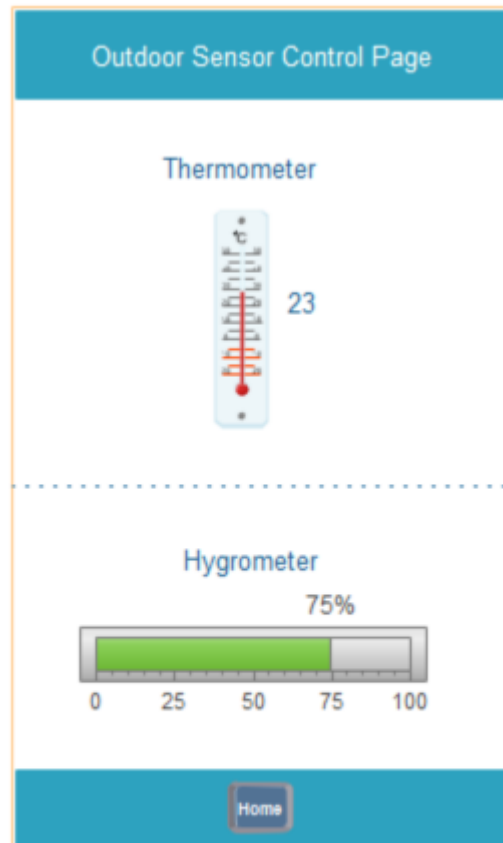 Outdoor Sensor Control Page
Thermometer
°C
23
Hygrometer
75%
0 25 50 75 100
Home